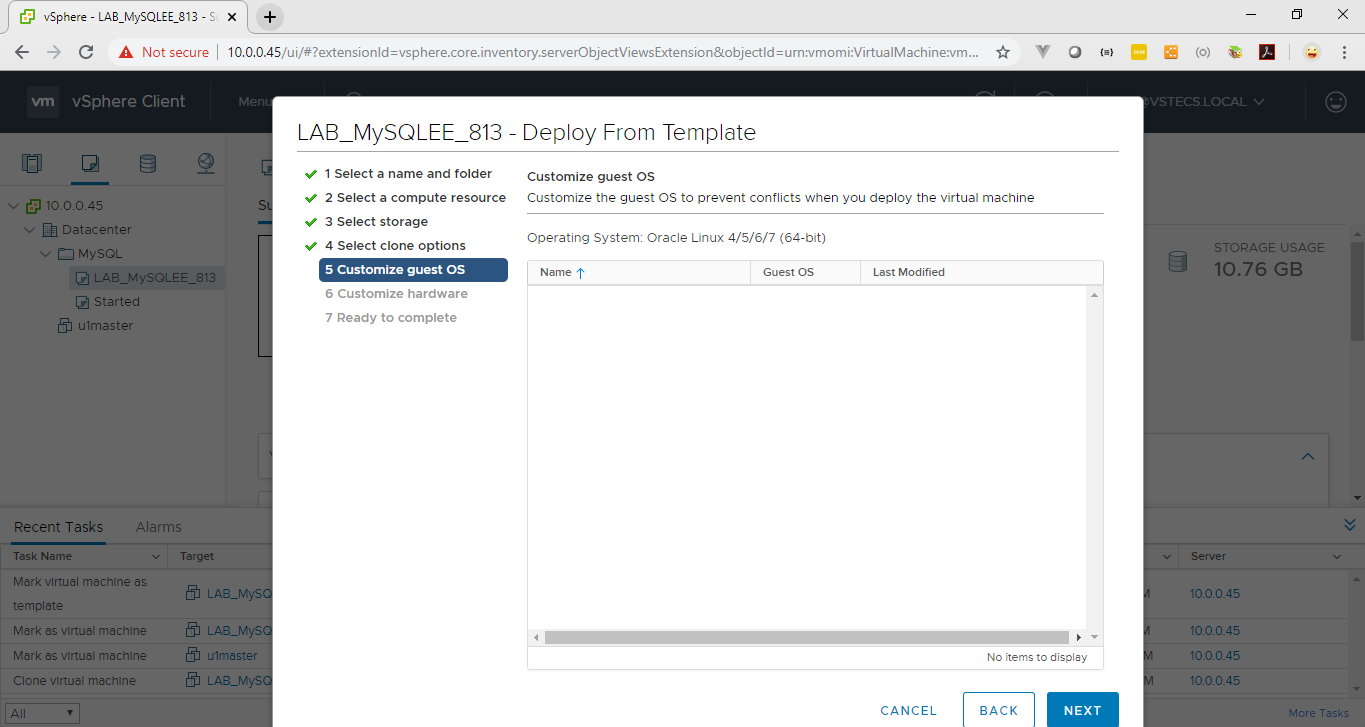 vSphere - LAB_MySQLEE_813 - Su
Not secure
10.0.0.45/ui/#?extensionId=vsphere.core.inventory.serverObjectViewsExtension&objectId=urn:vmomi:VirtualMachine:vm...
vm vSphere Client Menu @VSTECS.LOCAL
LAB_MySQLEE_813 - Deploy From Template
1 Select a name and folder
2 Select a compute resource
3 Select storage
4 Select clone options
5 Customize guest OS
6 Customize hardware
7 Ready to complete
Customize guest OS
Customize the guest OS to prevent conflicts when you deploy the virtual machine
Operating System: Oracle Linux 4/5/6/7 (64-bit)
Name Guest OS Last Modified
No items to display
CANCEL BACK NEXT
10.0.0.45
Datacenter
MySQL
LAB_MySQLEE_813
Started
u1master
Su
STORAGE USAGE
10.76 GB
Recent Tasks Alarms
Task Name Target Server
Mark virtual machine as
template LAB_MySQ M 10.0.0.45
Mark as virtual machine LAB_MySQ M 10.0.0.45
Mark as virtual machine u1master M 10.0.0.45
Clone virtual machine LAB_MySQ M 10.0.0.45
All More Tasks